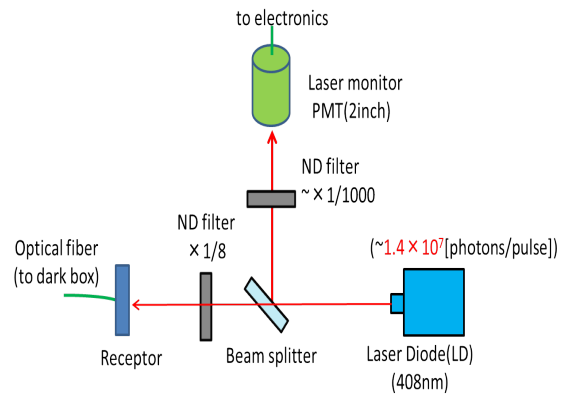 to electronics
Laser monitor
PMT(2inch)
ND filter
~ × 1/1000
ND filter
× 1/8
Optical fiber
(to dark box)
(~1.4 × 10⁷[photons/pulse])
Receptor
Beam splitter
Laser Diode(LD)
(408nm)